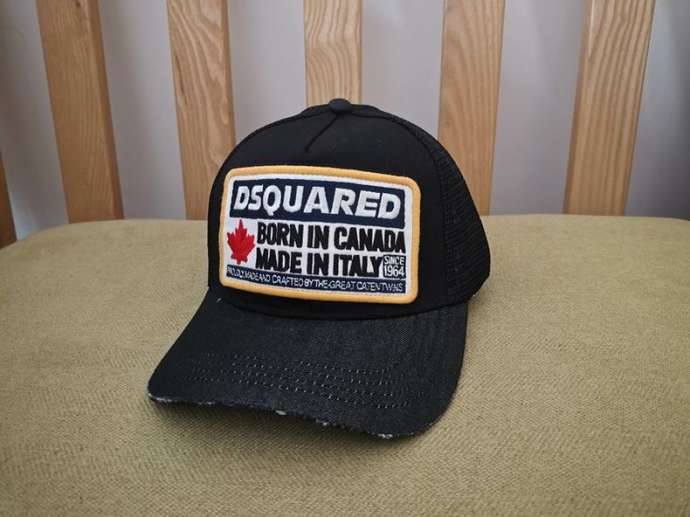 DSQUARED
BORN IN CANADA
MADE IN ITALY
SINCE
1964
PROUDLY MADE AND CRAFTED BY THE GREAT CATEN TWINS